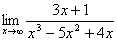 lim x→∞ (3x+1)/(x³−5x²+4x)